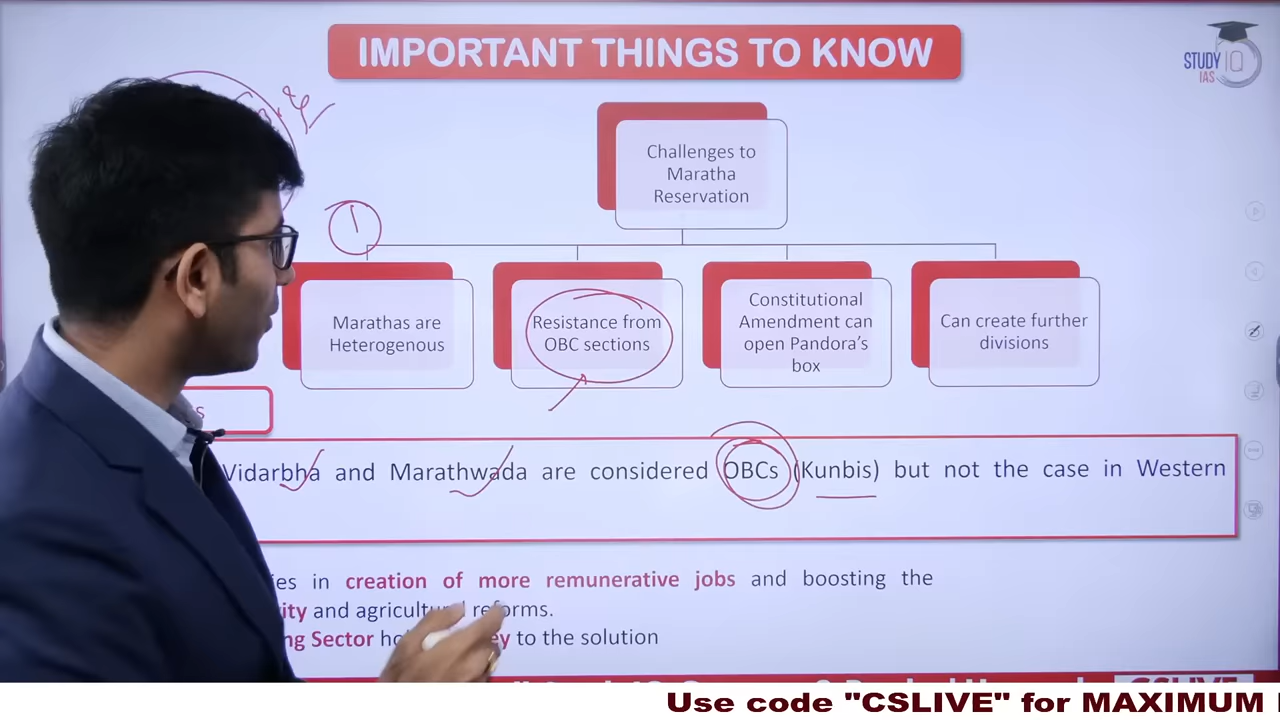 IMPORTANT THINGS TO KNOW
STUDY IQ
IAS
Challenges to
Maratha
Reservation
1
Marathas are
Heterogenous
Resistance from
OBC sections
Constitutional
Amendment can
open Pandora’s
box
Can create further
divisions
Vidarbha and Marathwada are considered OBCs (Kunbis) but not the case in Western
in creation of more remunerative jobs and boosting the
and agricultural reforms.
Sector to the solution
Use code "CSLIVE" for MAXIMUM